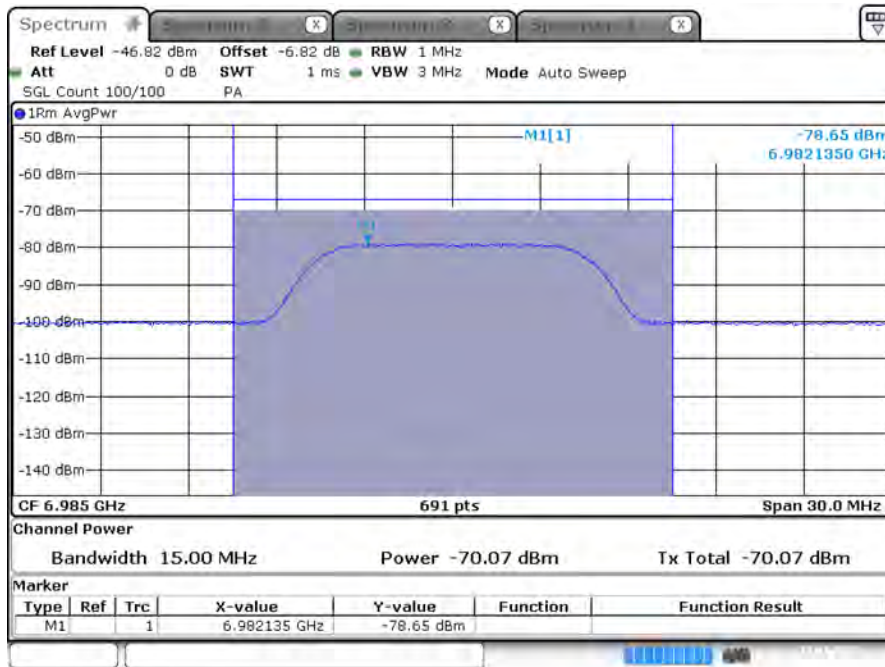 Spectrum
Ref Level -46.82 dBm Offset -6.82 dB RBW 1 MHz
Att 0 dB SWT 1 ms VBW 3 MHz Mode Auto Sweep
SGL Count 100/100 PA
1Rm AvgPwr
-50 dBm M1[1] -78.65 dBm
6.9821350 GHz
-60 dBm
-70 dBm
M1
-80 dBm
-90 dBm
-100 dBm
-110 dBm
-120 dBm
-130 dBm
-140 dBm
CF 6.985 GHz 691 pts Span 30.0 MHz
Channel Power
Bandwidth 15.00 MHz Power -70.07 dBm Tx Total -70.07 dBm
Marker
Type Ref Trc X-value Y-value Function Function Result
M1 1 6.982135 GHz -78.65 dBm